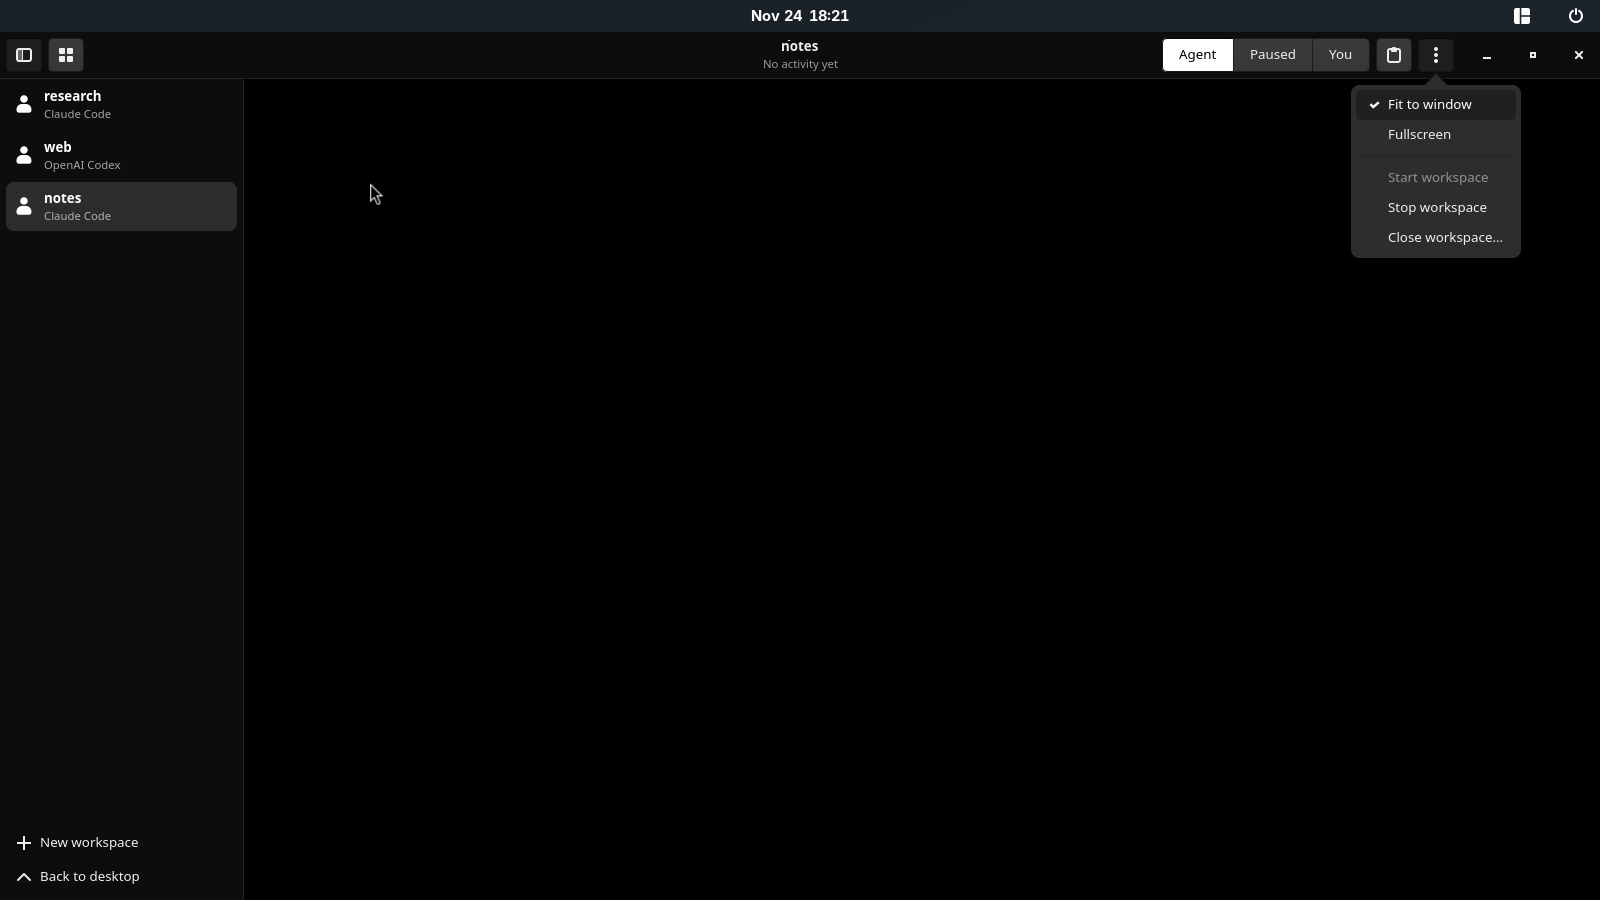 Nov 24 18:21
notes
No activity yet
Agent
Paused
You
research
Claude Code
web
OpenAI Codex
notes
Claude Code
Fit to window
Fullscreen
Start workspace
Stop workspace
Close workspace...
New workspace
Back to desktop